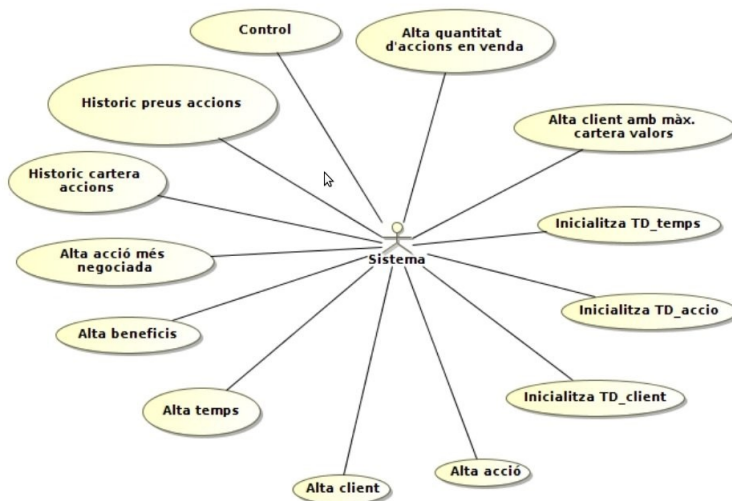 Control
Alta quantitat
d'accions en venda
Historic preus accions
Alta client amb màx.
cartera valors
Historic cartera
accions
Inicialitza TD_temps
Sistema
Alta acció més
negociada
Inicialitza TD_accio
Alta beneficis
Inicialitza TD_client
Alta temps
Alta acció
Alta client